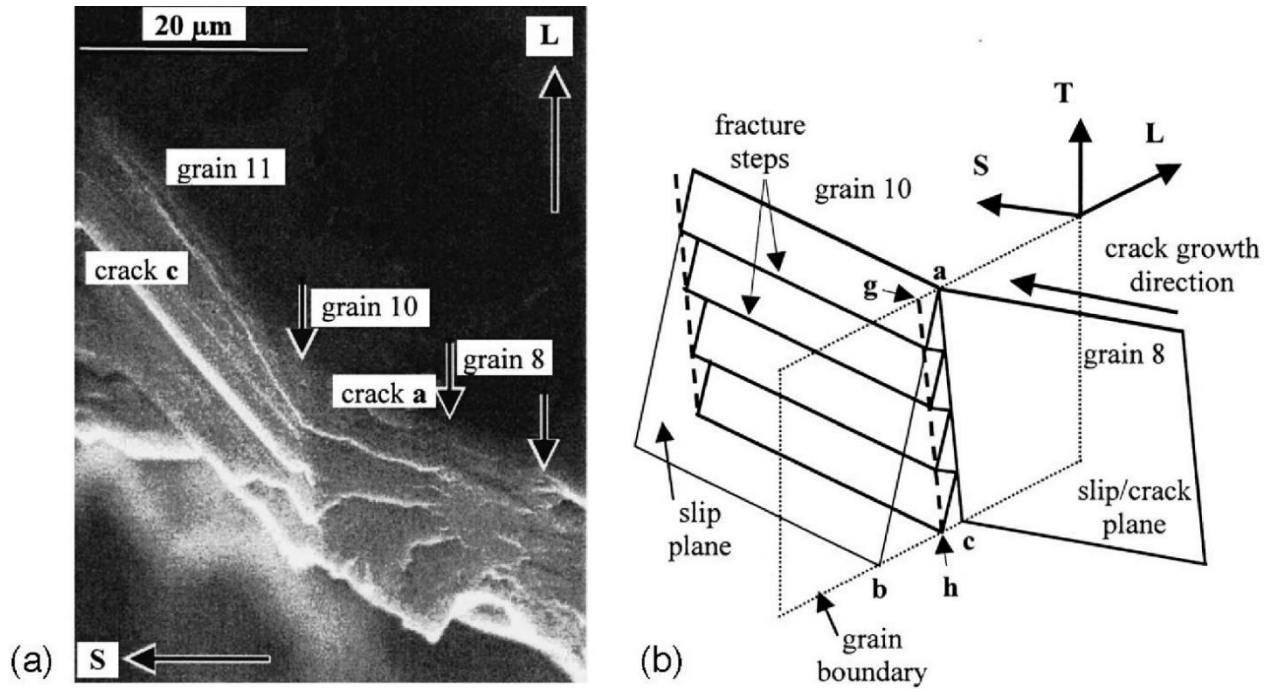 20 µm
L
grain 11
crack c
grain 10
grain 8
crack a
S
(a)
T
L
S
fracture
steps
grain 10
crack growth
direction
a
g
grain 8
slip
plane
slip/crack
plane
c
b
h
grain
boundary
(b)